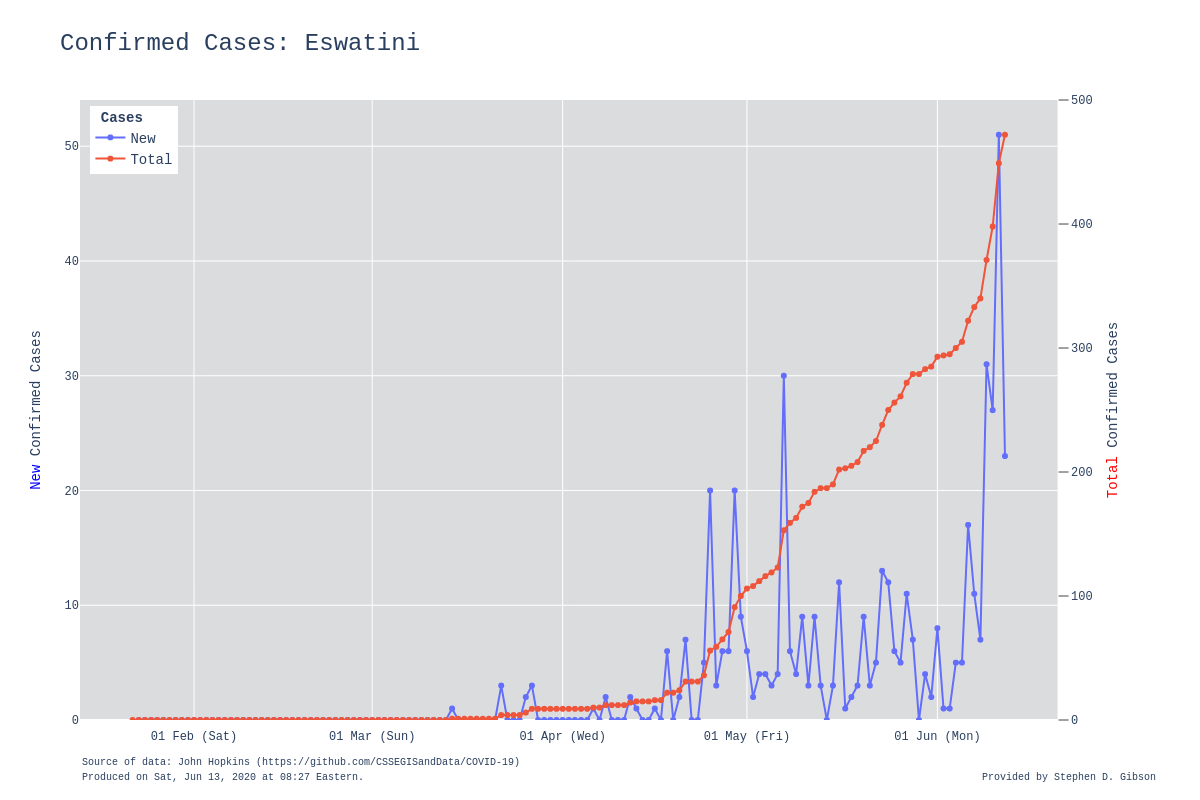 Confirmed Cases: Eswatini
Cases
New
Total
50
40
30
20
10
0
500
400
300
200
100
0
New Confirmed Cases
Total Confirmed Cases
01 Feb (Sat)
01 Mar (Sun)
01 Apr (Wed)
01 May (Fri)
01 Jun (Mon)
Source of data: John Hopkins (https://github.com/CSSEGISandData/COVID-19)
Produced on Sat, Jun 13, 2020 at 08:27 Eastern.
Provided by Stephen D. Gibson